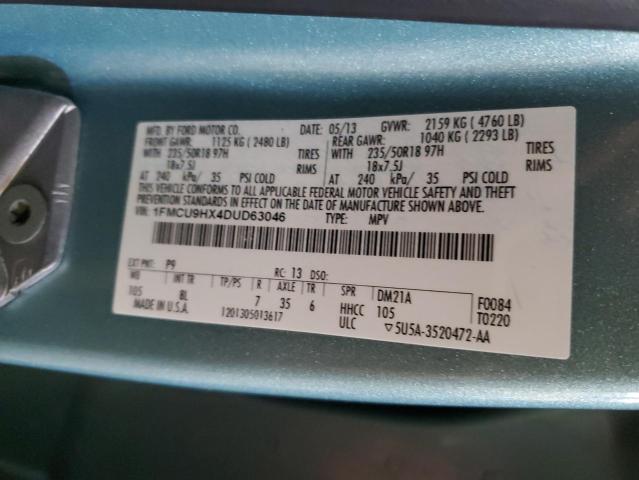 MFD. BY FORD MOTOR CO.
DATE: 05/13 GVWR: 2159 KG ( 4760 LB)
FRONT GAWR: 1125 KG ( 2480 LB) REAR GAWR: 1040 KG ( 2293 LB)
WITH 235/50R18 97H TIRES WITH 235/50R18 97H TIRES
18x7.5J RIMS 18x7.5J RIMS
AT 240 kPa/ 35 PSI COLD AT 240 kPa/ 35 PSI COLD
THIS VEHICLE CONFORMS TO ALL APPLICABLE FEDERAL MOTOR VEHICLE SAFETY AND THEFT
PREVENTION STANDARDS IN EFFECT ON THE DATE OF MANUFACTURE SHOWN ABOVE.
VIN: 1FMCU9HX4DUD63046 TYPE: MPV
EXT PNT: P9 RC: 13 DSO:
WB TP/PS R AXLE TR SPR DM21A F0084
105 BL 7 35 6 HHCC 105 T0220
MADE IN U.S.A. 1201305013617 ULC ▽5U5A-3520472-AA